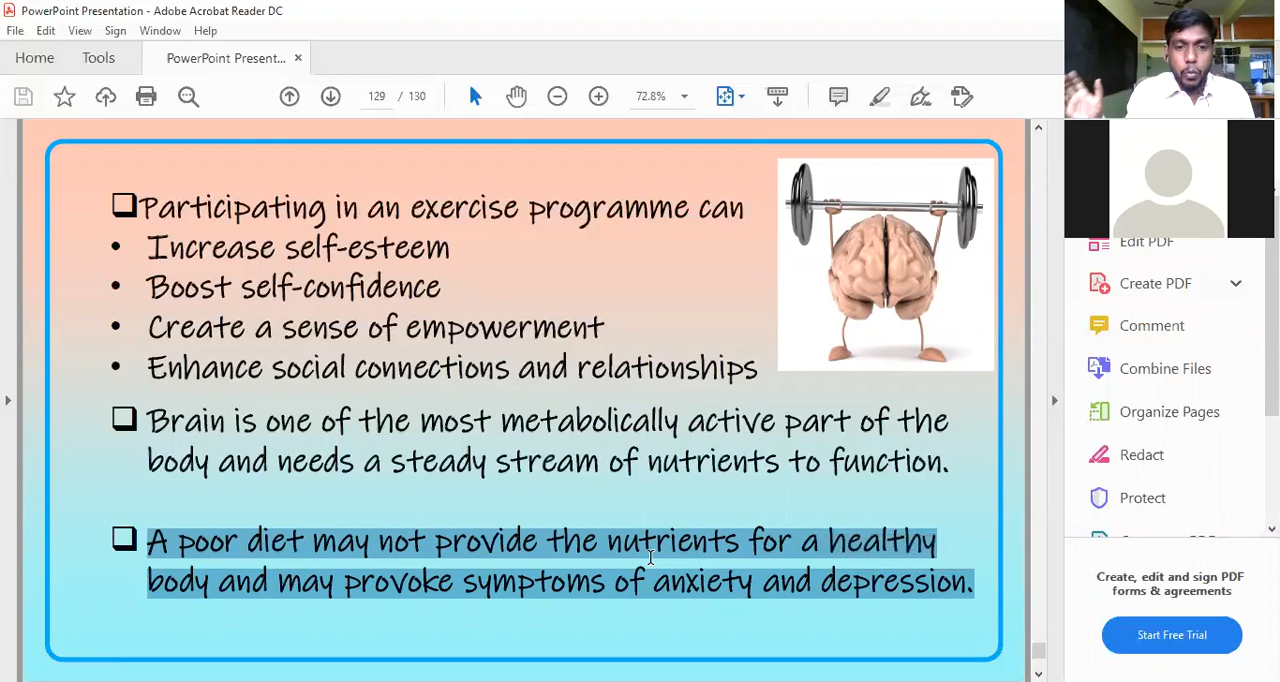 PowerPoint Presentation - Adobe Acrobat Reader DC
File Edit View Sign Window Help
Home Tools PowerPoint Present... ×
129 / 130 72.8%
❑Participating in an exercise programme can
• Increase self-esteem
• Boost self-confidence
• Create a sense of empowerment
• Enhance social connections and relationships
❑ Brain is one of the most metabolically active part of the
body and needs a steady stream of nutrients to function.
❑ A poor diet may not provide the nutrients for a healthy
body and may provoke symptoms of anxiety and depression.
Edit PDF
Create PDF
Comment
Combine Files
Organize Pages
Redact
Protect
Create, edit and sign PDF
forms & agreements
Start Free Trial